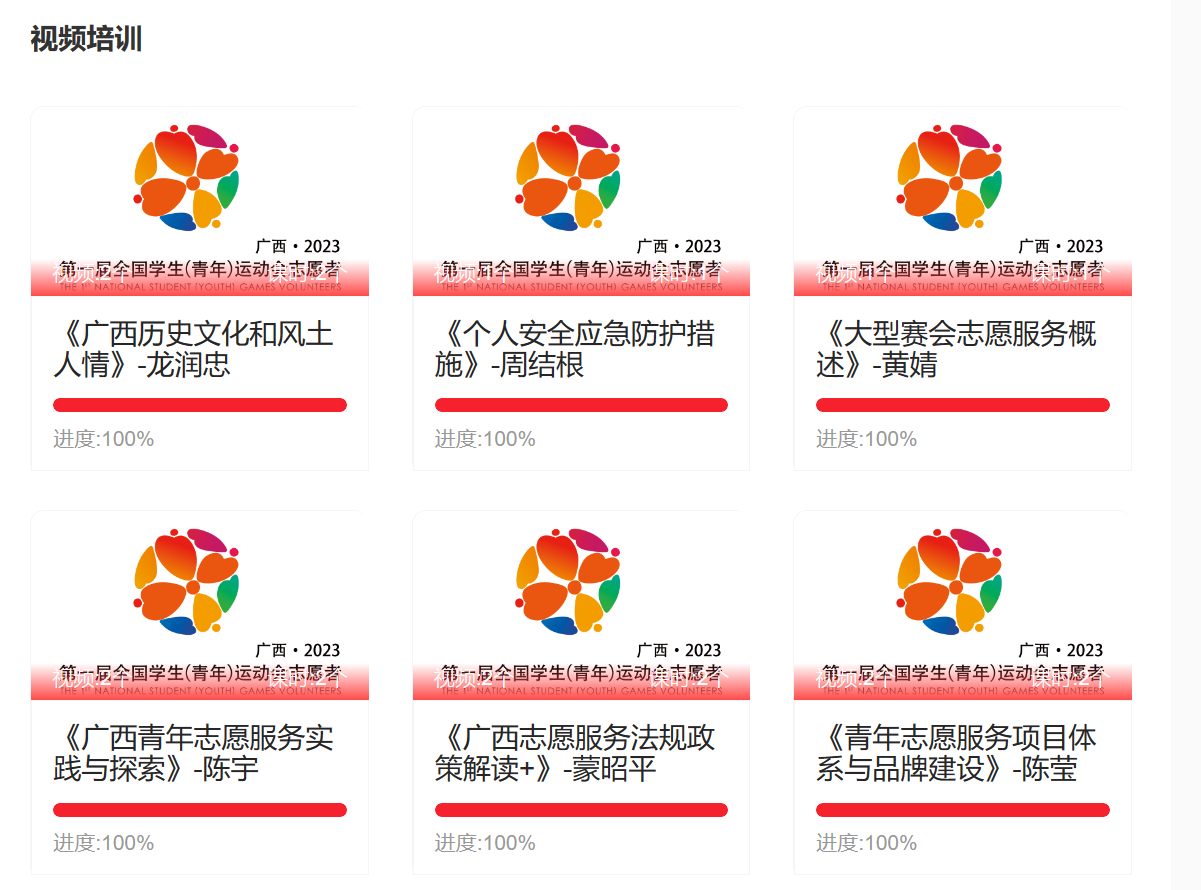 视频培训
广西・2023
第一届全国学生(青年)运动会志愿者
THE 1ST NATIONAL STUDENT (YOUTH) GAMES VOLUNTEERS
视频:2个 课时:2个
《广西历史文化和风土
人情》-龙润忠
进度:100%
广西・2023
第一届全国学生(青年)运动会志愿者
THE 1ST NATIONAL STUDENT (YOUTH) GAMES VOLUNTEERS
视频:1个 课时:1个
《个人安全应急防护措
施》-周结根
进度:100%
广西・2023
第一届全国学生(青年)运动会志愿者
THE 1ST NATIONAL STUDENT (YOUTH) GAMES VOLUNTEERS
视频:1个 课时:1个
《大型赛会志愿服务概
述》-黄婧
进度:100%
广西・2023
第一届全国学生(青年)运动会志愿者
THE 1ST NATIONAL STUDENT (YOUTH) GAMES VOLUNTEERS
视频:2个 课时:2个
《广西青年志愿服务实
践与探索》-陈宇
进度:100%
广西・2023
第一届全国学生(青年)运动会志愿者
THE 1ST NATIONAL STUDENT (YOUTH) GAMES VOLUNTEERS
视频:2个 课时:2个
《广西志愿服务法规政
策解读+》-蒙昭平
进度:100%
广西・2023
第一届全国学生(青年)运动会志愿者
THE 1ST NATIONAL STUDENT (YOUTH) GAMES VOLUNTEERS
视频:2个 课时:2个
《青年志愿服务项目体
系与品牌建设》-陈莹
进度:100%